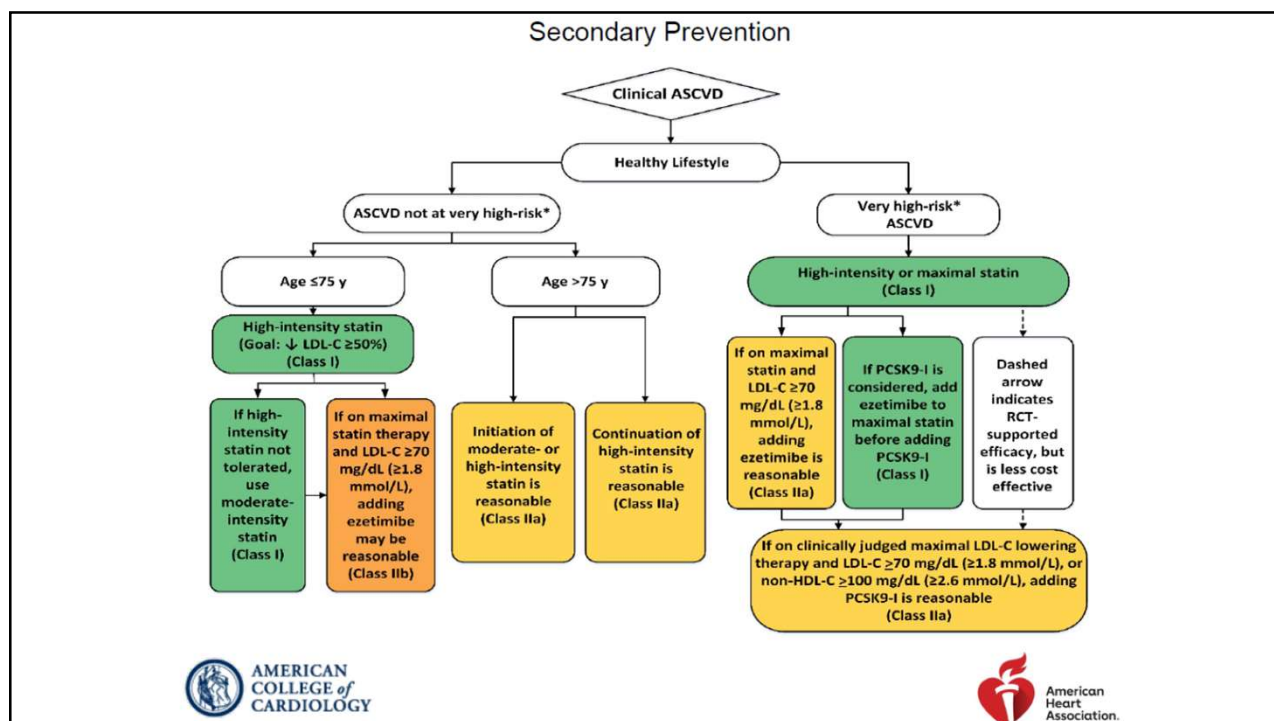 Secondary Prevention
Clinical ASCVD
Healthy Lifestyle
ASCVD not at very high-risk*
Very high-risk*
ASCVD
Age ≤75 y
Age >75 y
High-intensity or maximal statin
(Class I)
High-intensity statin
(Goal: ↓ LDL-C ≥50%)
(Class I)
If high-
intensity
statin not
tolerated,
use
moderate-
intensity
statin
(Class I)
If on maximal
statin therapy
and LDL-C ≥70
mg/dL (≥1.8
mmol/L),
adding
ezetimibe
may be
reasonable
(Class IIb)
Initiation of
moderate- or
high-intensity
statin is
reasonable
(Class IIa)
Continuation of
high-intensity
statin is
reasonable
(Class IIa)
If on maximal
statin and
LDL-C ≥70
mg/dL (≥1.8
mmol/L),
adding
ezetimibe is
reasonable
(Class IIa)
If PCSK9-I is
considered, add
ezetimibe to
maximal statin
before adding
PCSK9-I
(Class I)
Dashed
arrow
indicates
RCT-
supported
efficacy, but
is less cost
effective
If on clinically judged maximal LDL-C lowering
therapy and LDL-C ≥70 mg/dL (≥1.8 mmol/L), or
non-HDL-C ≥100 mg/dL (≥2.6 mmol/L), adding
PCSK9-I is reasonable
(Class IIa)
AMERICAN
COLLEGE of
CARDIOLOGY
American
Heart
Association.